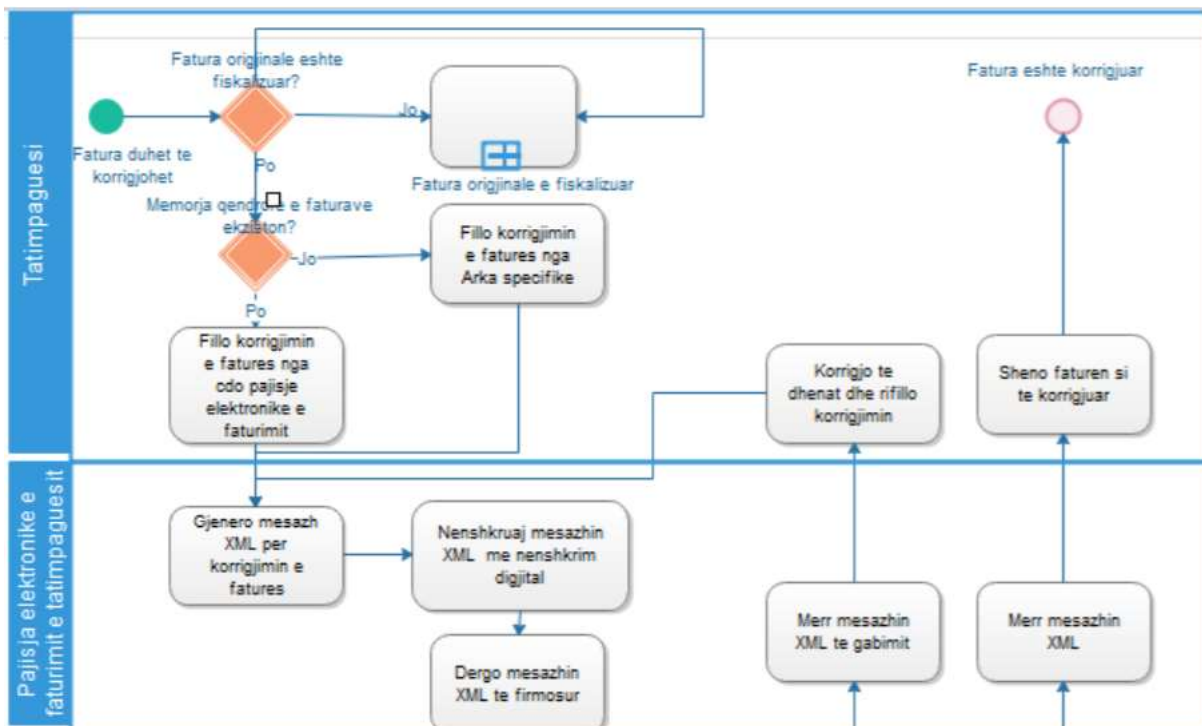 Tatimpaguesi
Fatura origjinale eshte
fiskalizuar?
Fatura duhet te
korrigjohet
Jo
Po
Fatura origjinale e fiskalizuar
Fatura eshte korrigjuar
Memorja qendrore e faturave
ekziston?
Jo
Po
Fillo korrigjimin
e fatures nga
Arka specifike
Fillo korrigjimin
e fatures nga
cdo pajisje
elektronike e
faturimit
Korrigjo te
dhenat dhe rifillo
korrigjimin
Sheno faturen si
te korrigjuar
Pajisja elektronike e
faturimit e tatimpaguesit
Gjenero mesazh
XML per
korrigjimin e
fatures
Nenshkruaj mesazhin
XML me nenshkrim
digjital
Dergo mesazhin
XML te firmosur
Merr mesazhin
XML te gabimit
Merr mesazhin
XML